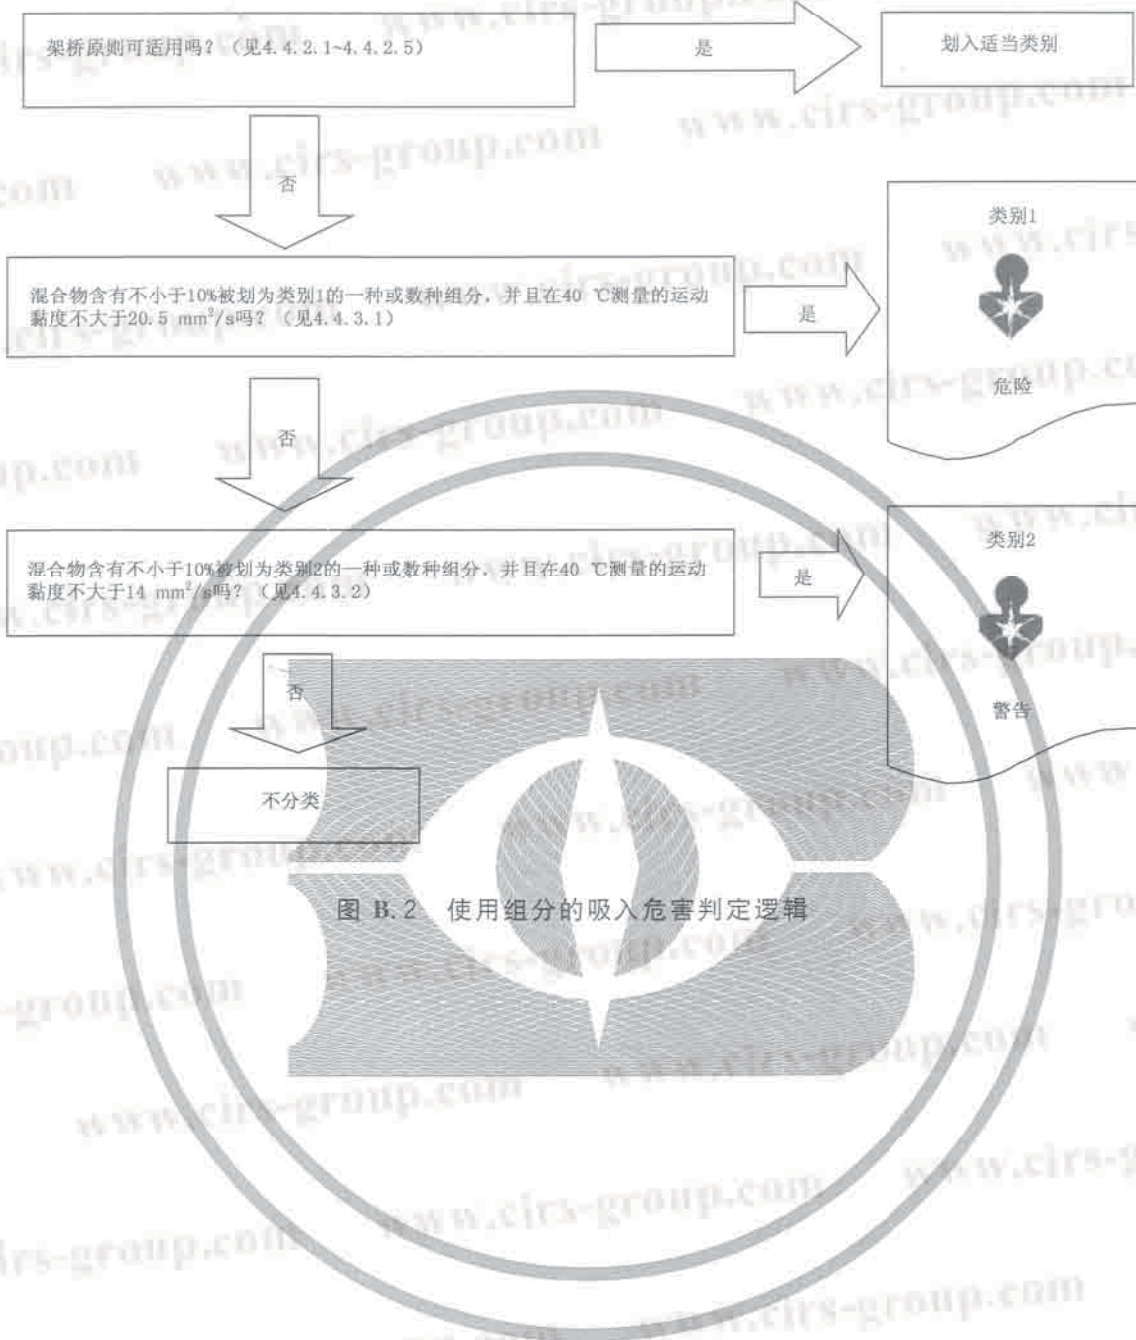 架桥原则可适用吗？（见4.4.2.1~4.4.2.5）
是
划入适当类别
否
混合物含有不小于10%被划为类别1的一种或数种组分，并且在40 ℃测量的运动
黏度不大于20.5 mm²/s吗？（见4.4.3.1）
是
类别1
危险
否
混合物含有不小于10%被划为类别2的一种或数种组分，并且在40 ℃测量的运动
黏度不大于14 mm²/s吗？（见4.4.3.2）
是
类别2
警告
否
不分类
图 B.2 使用组分的吸入危害判定逻辑
www.cirs-group.com